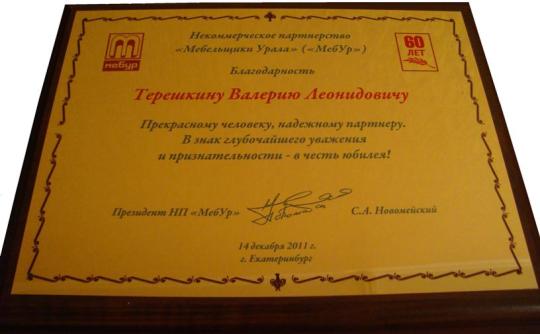 Некоммерческое партнерство
«Мебельщики Урала» («МебУр»)
мебур
60
ЛЕТ
Благодарность
Терешкину Валерию Леонидовичу
Прекрасному человеку, надежному партнеру.
В знак глубочайшего уважения
и признательности - в честь юбилея!
Президент НП «МебУр»
С.А. Новомейский
14 декабря 2011 г.
г. Екатеринбург